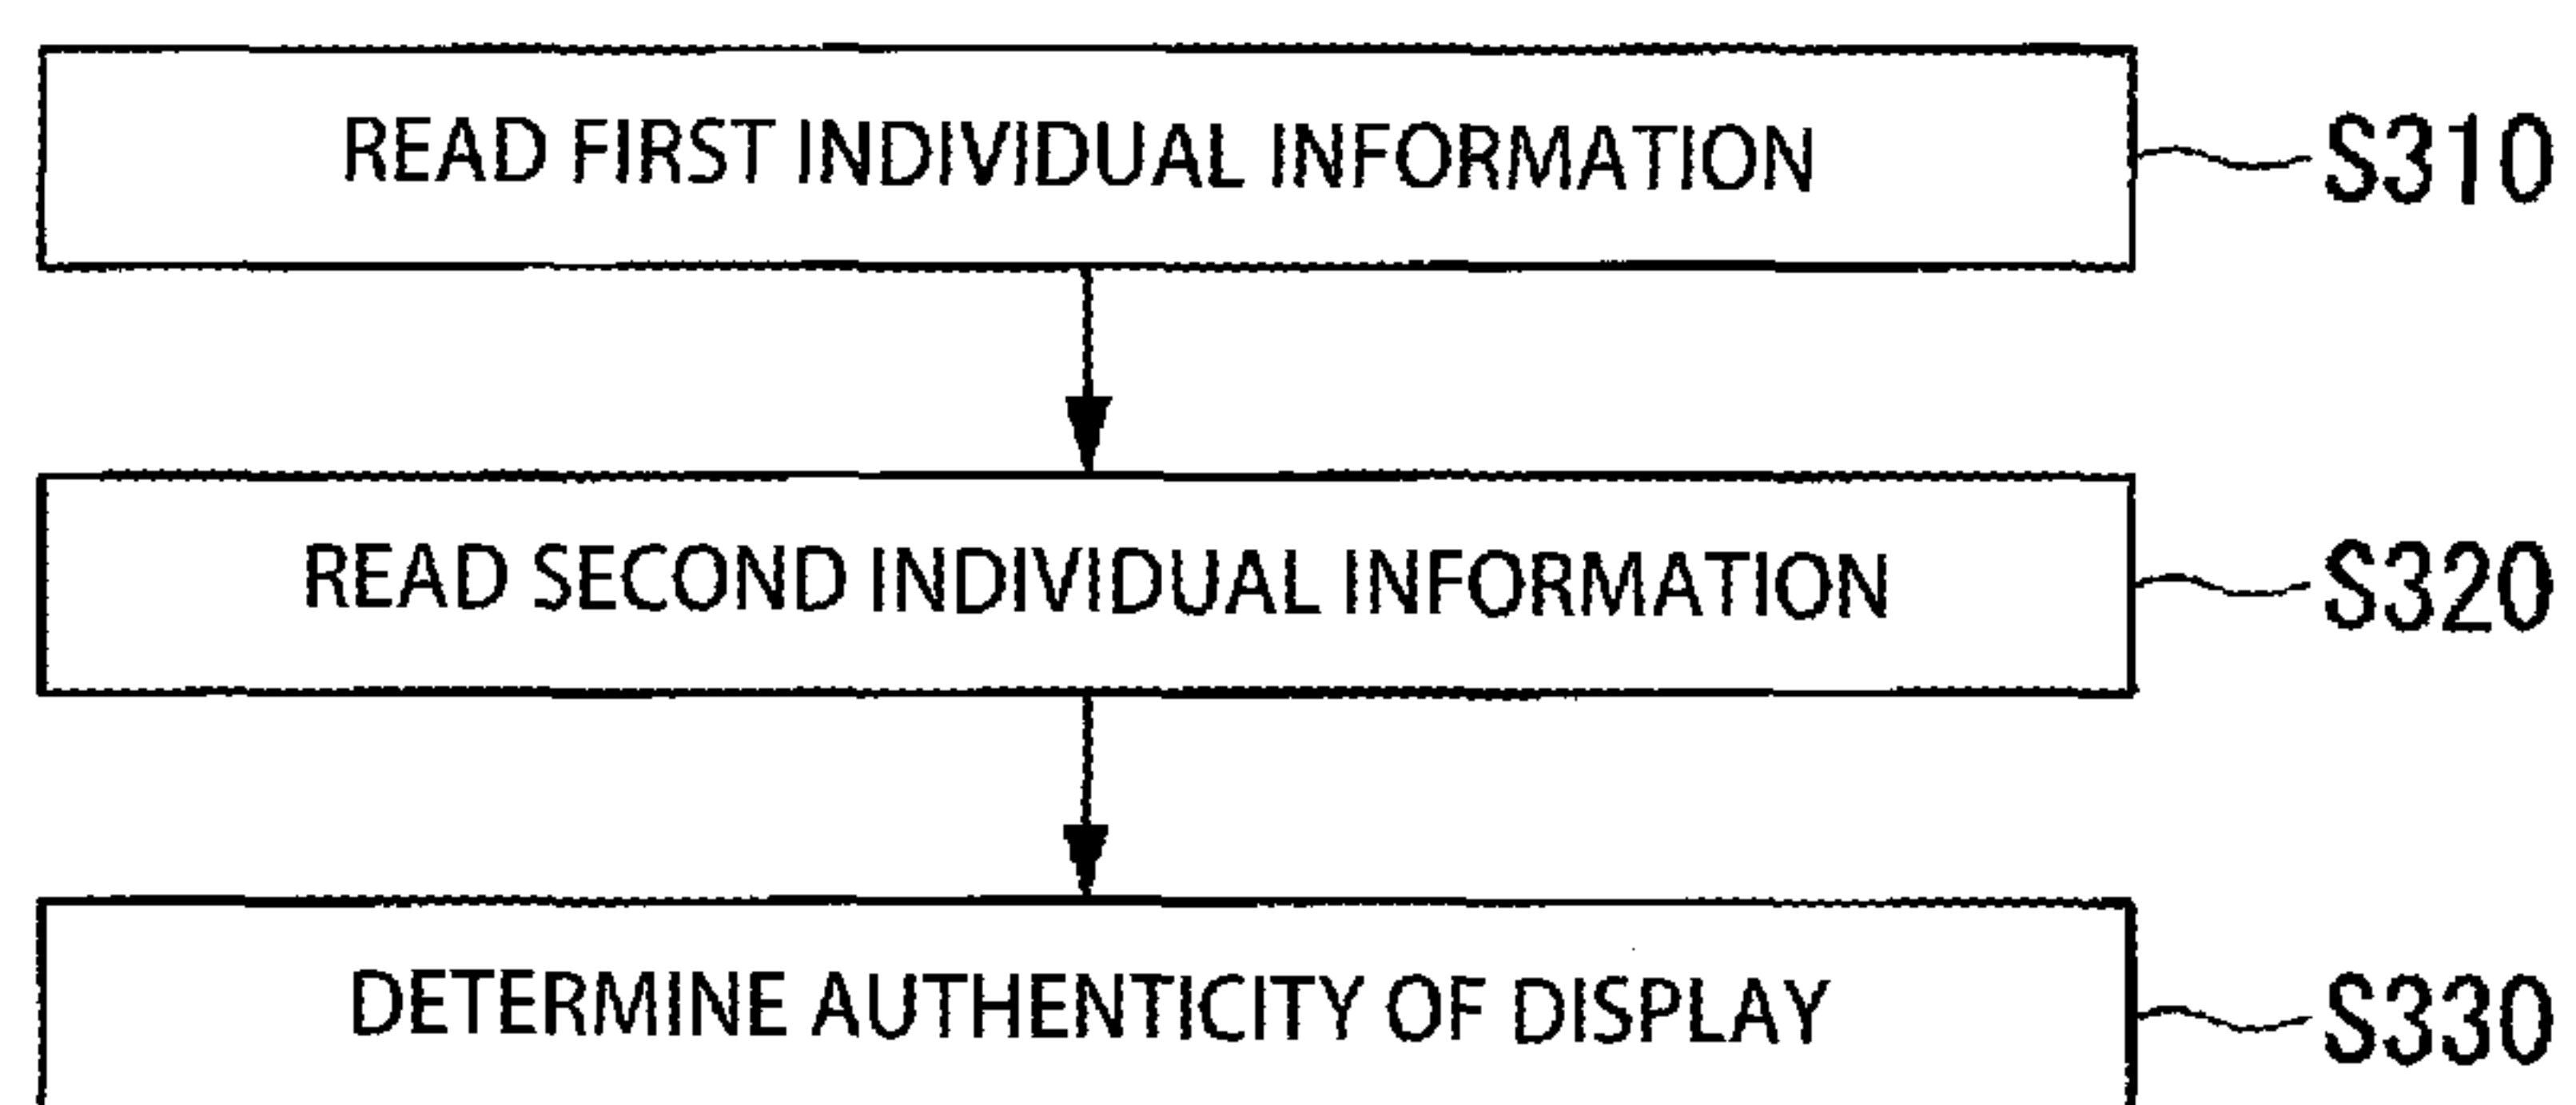 READ FIRST INDIVIDUAL INFORMATION S310
READ SECOND INDIVIDUAL INFORMATION S320
DETERMINE AUTHENTICITY OF DISPLAY S330